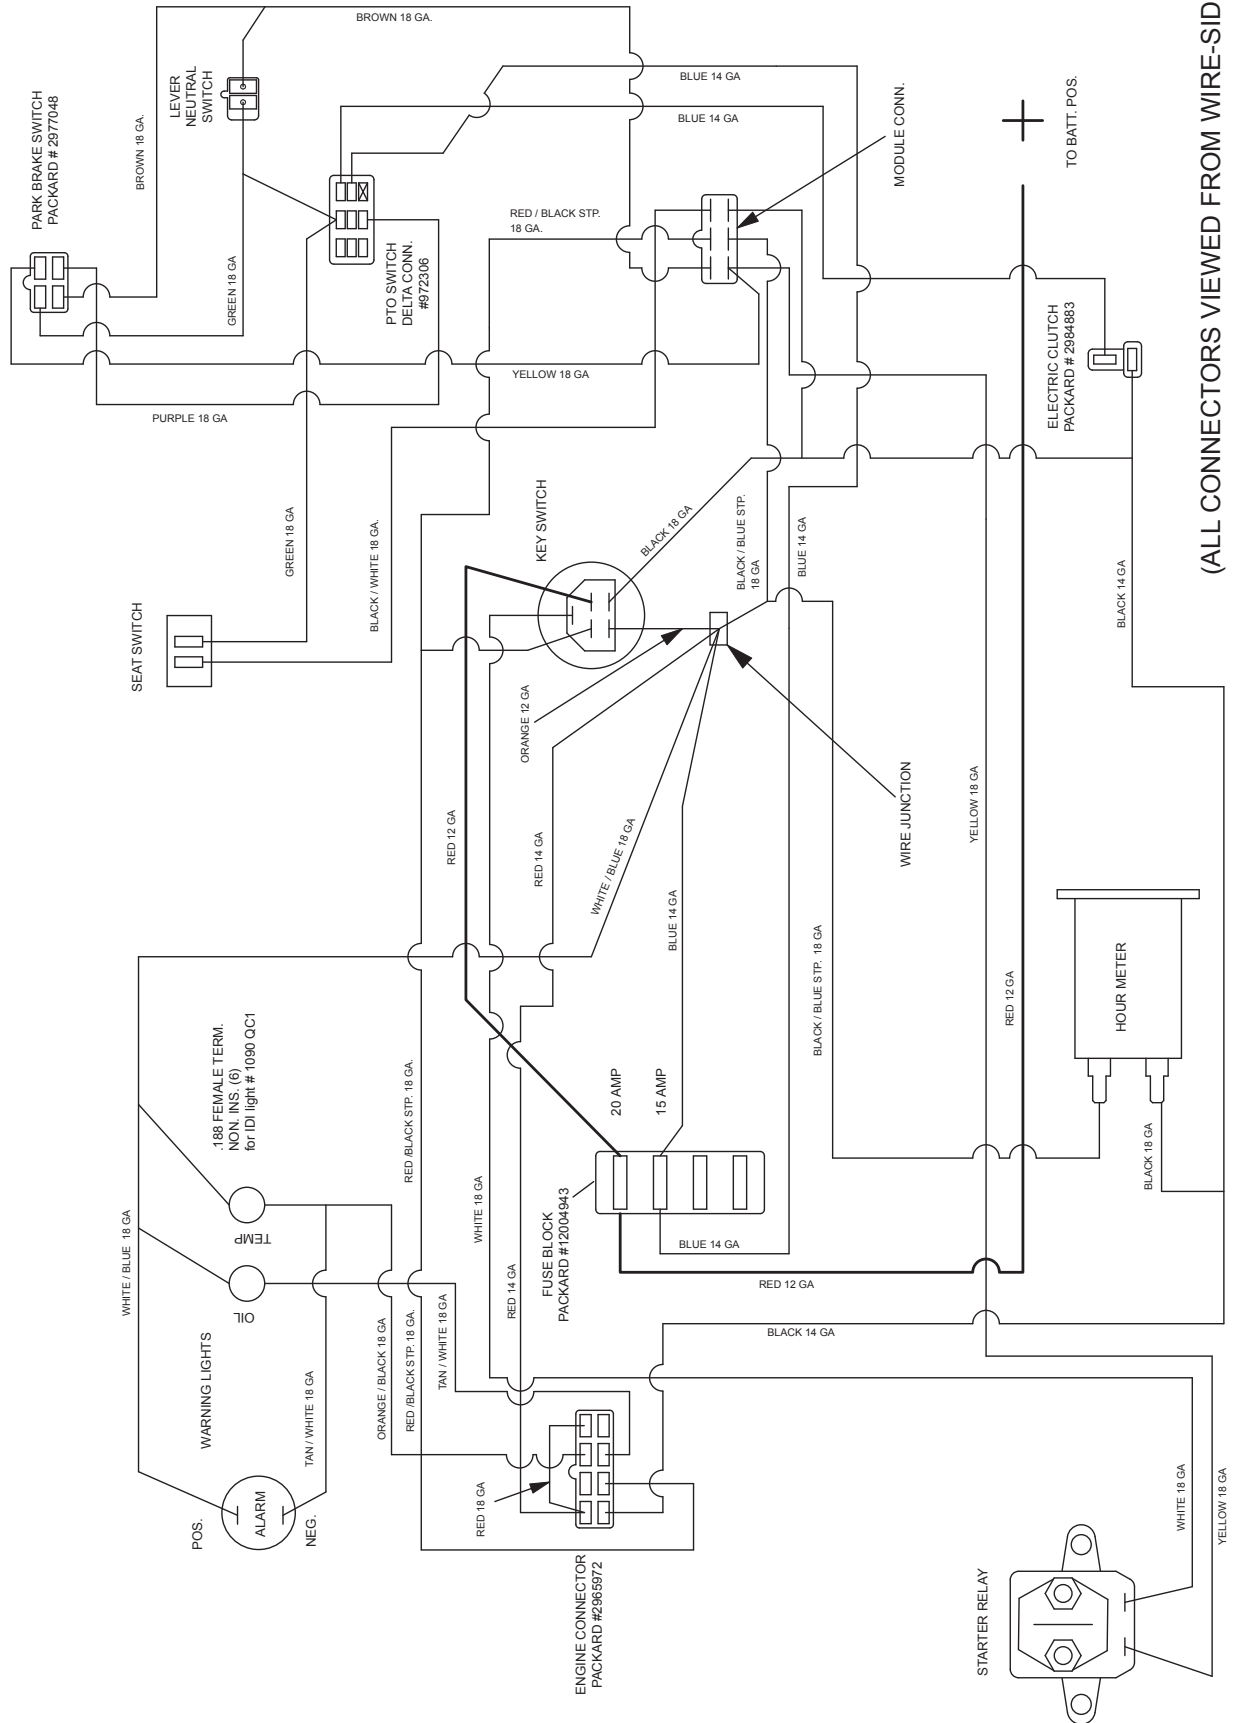 (ALL CONNECTORS VIEWED FROM WIRE-SID
PARK BRAKE SWITCH
PACKARD # 2977048
LEVER
NEUTRAL
SWITCH
BROWN 18 GA.
BROWN 18 GA.
BLUE 14 GA
BLUE 14 GA
MODULE CONN.
TO BATT. POS.
GREEN 18 GA
PTO SWITCH
DELTA CONN.
#972306
RED / BLACK STP.
18 GA.
YELLOW 18 GA
PURPLE 18 GA
ELECTRIC CLUTCH
PACKARD # 2984883
SEAT SWITCH
GREEN 18 GA
BLACK / WHITE 18 GA.
KEY SWITCH
BLACK 18 GA
BLACK / BLUE STP.
18 GA
BLUE 14 GA
BLACK 14 GA
ORANGE 12 GA
RED 12 GA
RED 14 GA
WHITE / BLUE 18 GA
BLUE 14 GA
WIRE JUNCTION
YELLOW 18 GA
RED 12 GA
BLACK / BLUE STP. 18 GA
HOUR METER
BLACK 18 GA
.188 FEMALE TERM.
NON. INS. (6)
for IDI light # 1090 QC1
20 AMP
15 AMP
FUSE BLOCK
PACKARD #12004943
BLUE 14 GA
RED 12 GA
BLACK 14 GA
WHITE / BLUE 18 GA
TEMP
OIL
WARNING LIGHTS
TAN / WHITE 18 GA
ORANGE / BLACK 18 GA
RED /BLACK STP. 18 GA.
RED /BLACK STP. 18 GA.
TAN / WHITE 18 GA
WHITE 18 GA
RED 14 GA
POS.
ALARM
NEG.
RED 18 GA
ENGINE CONNECTOR
PACKARD #2965972
STARTER RELAY
WHITE 18 GA
YELLOW 18 GA